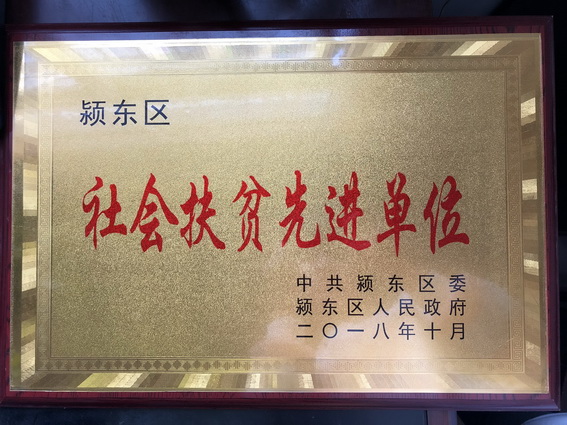 颍东区
社会扶贫先进单位
中共颍东区委
颍东区人民政府
二〇一八年十月